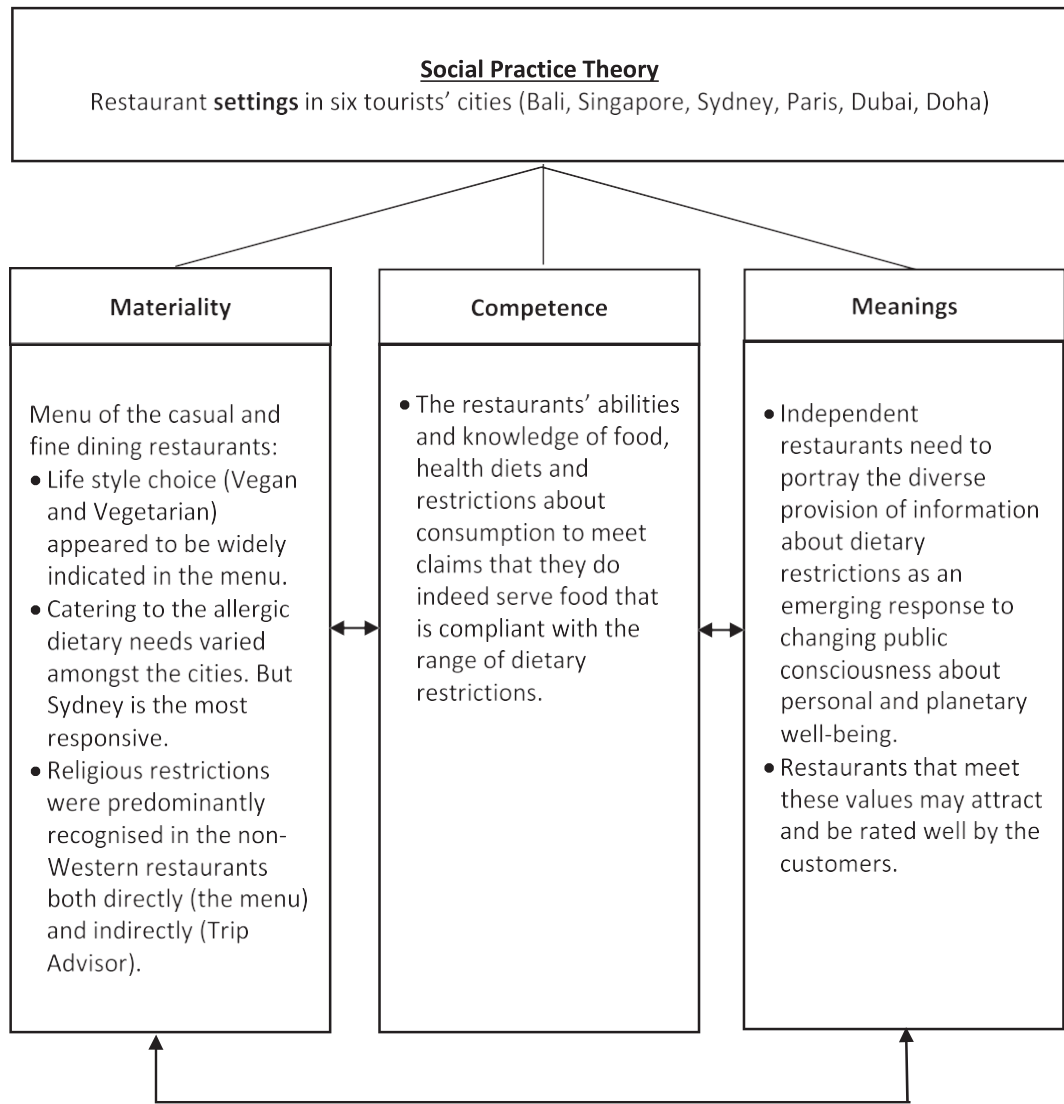 Social Practice Theory
Restaurant settings in six tourists’ cities (Bali, Singapore, Sydney, Paris, Dubai, Doha)
Materiality
Menu of the casual and
fine dining restaurants:
• Life style choice (Vegan
and Vegetarian)
appeared to be widely
indicated in the menu.
• Catering to the allergic
dietary needs varied
amongst the cities. But
Sydney is the most
responsive.
• Religious restrictions
were predominantly
recognised in the non-
Western restaurants
both directly (the menu)
and indirectly (Trip
Advisor).
Competence
• The restaurants’ abilities
and knowledge of food,
health diets and
restrictions about
consumption to meet
claims that they do
indeed serve food that
is compliant with the
range of dietary
restrictions.
Meanings
• Independent
restaurants need to
portray the diverse
provision of information
about dietary
restrictions as an
emerging response to
changing public
consciousness about
personal and planetary
well-being.
• Restaurants that meet
these values may attract
and be rated well by the
customers.